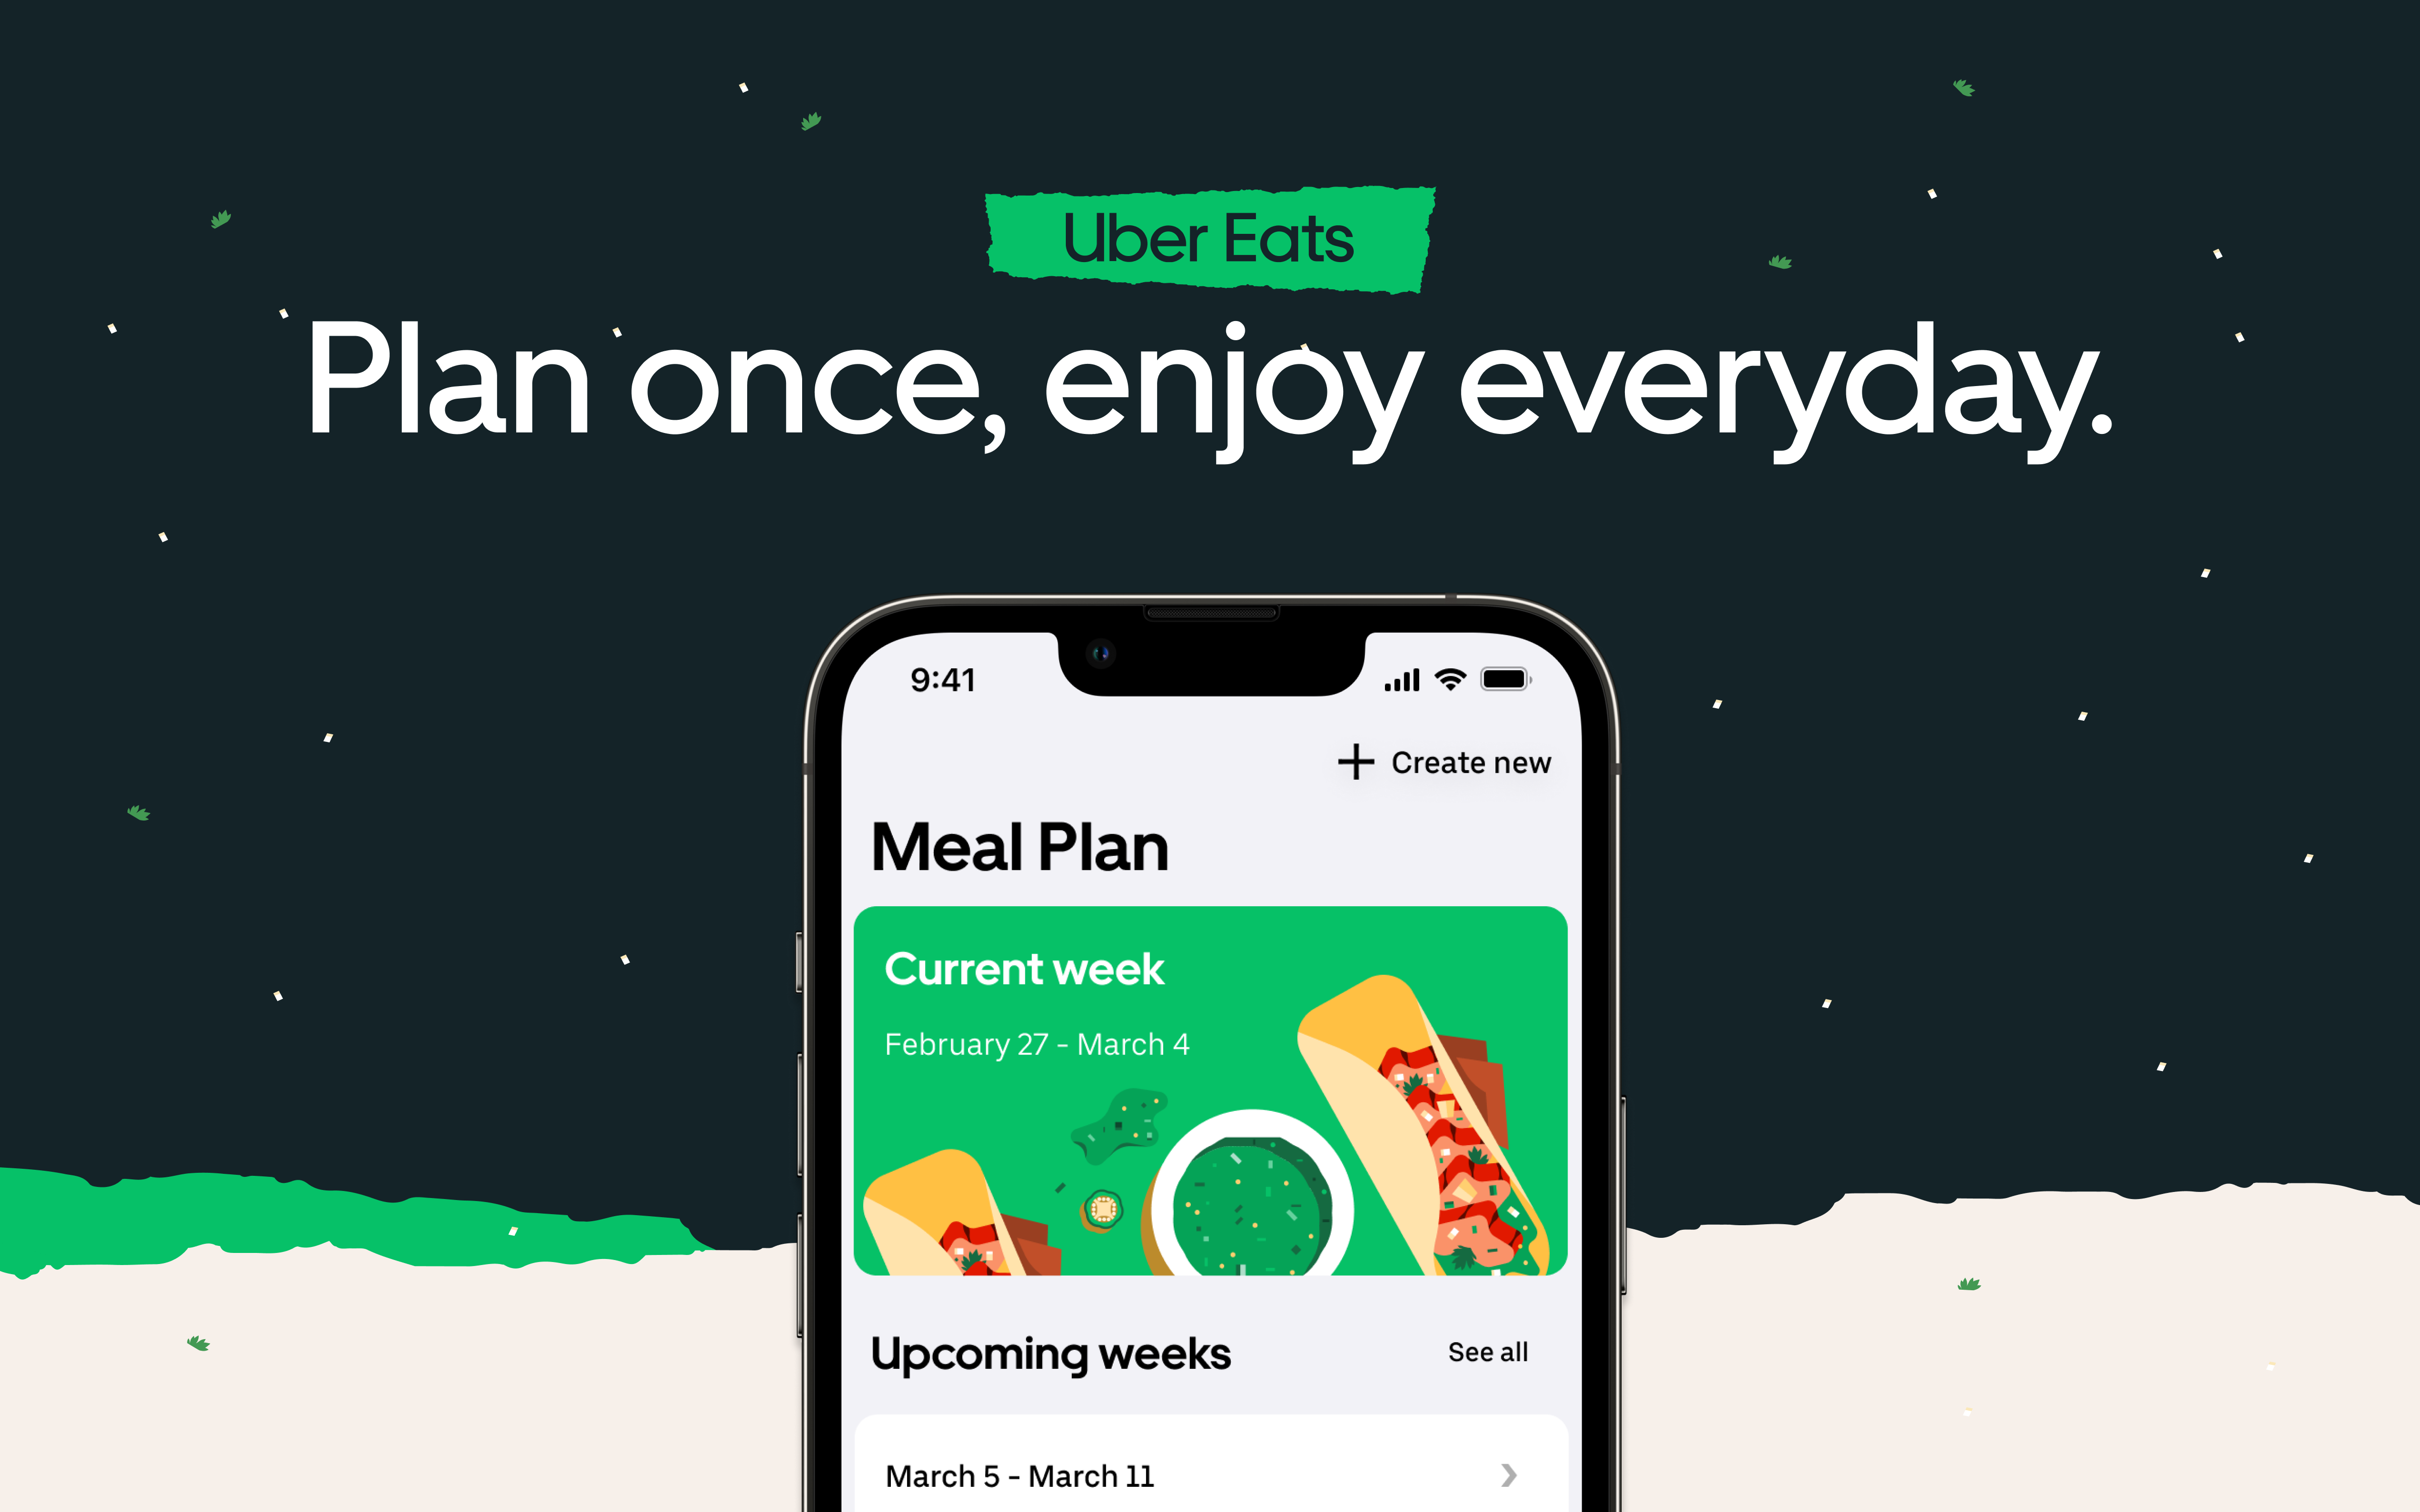 Uber Eats
Plan once, enjoy everyday.
9:41
Create new
Meal Plan
Current week
February 27 - March 4
Upcoming weeks
See all
March 5 - March 11